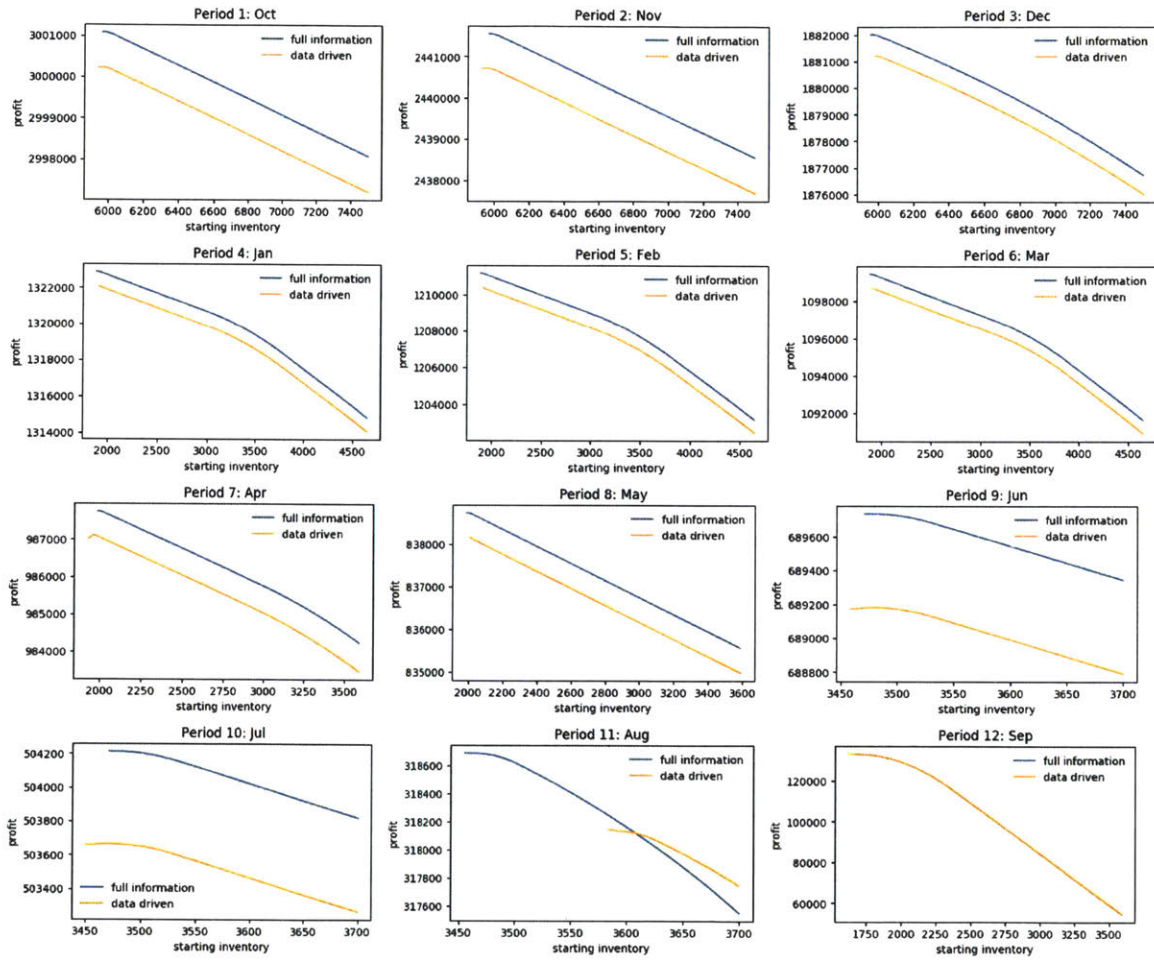 Period 1: Oct
3001000
3000000
2999000
2998000
profit
full information
data driven
6000 6200 6400 6600 6800 7000 7200 7400
starting inventory
Period 2: Nov
2441000
2440000
2439000
2438000
profit
full information
data driven
6000 6200 6400 6600 6800 7000 7200 7400
starting inventory
Period 3: Dec
1882000
1881000
1880000
1879000
1878000
1877000
1876000
profit
full information
data driven
6000 6200 6400 6600 6800 7000 7200 7400
starting inventory
Period 4: Jan
1322000
1320000
1318000
1316000
1314000
profit
full information
data driven
2000 2500 3000 3500 4000 4500
starting inventory
Period 5: Feb
1210000
1208000
1206000
1204000
profit
full information
data driven
2000 2500 3000 3500 4000 4500
starting inventory
Period 6: Mar
1098000
1096000
1094000
1092000
profit
full information
data driven
2000 2500 3000 3500 4000 4500
starting inventory
Period 7: Apr
987000
986000
985000
984000
profit
full information
data driven
2000 2250 2500 2750 3000 3250 3500
starting inventory
Period 8: May
838000
837000
836000
835000
profit
full information
data driven
2000 2200 2400 2600 2800 3000 3200 3400 3600
starting inventory
Period 9: Jun
689600
689400
689200
689000
688800
profit
full information
data driven
3450 3500 3550 3600 3650 3700
starting inventory
Period 10: Jul
504200
504000
503800
503600
503400
profit
full information
data driven
3450 3500 3550 3600 3650 3700
starting inventory
Period 11: Aug
318600
318400
318200
318000
317800
317600
profit
full information
data driven
3450 3500 3550 3600 3650 3700
starting inventory
Period 12: Sep
120000
100000
80000
60000
profit
full information
data driven
1750 2000 2250 2500 2750 3000 3250 3500
starting inventory